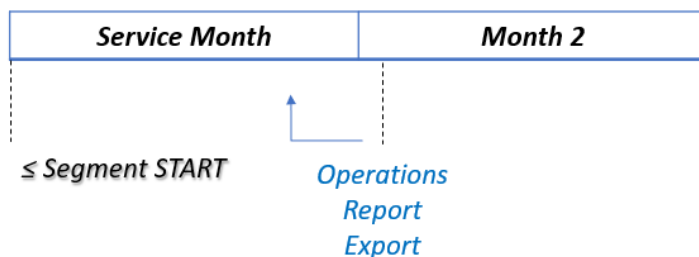 Service Month
Month 2
≤ Segment START
Operations
Report
Export